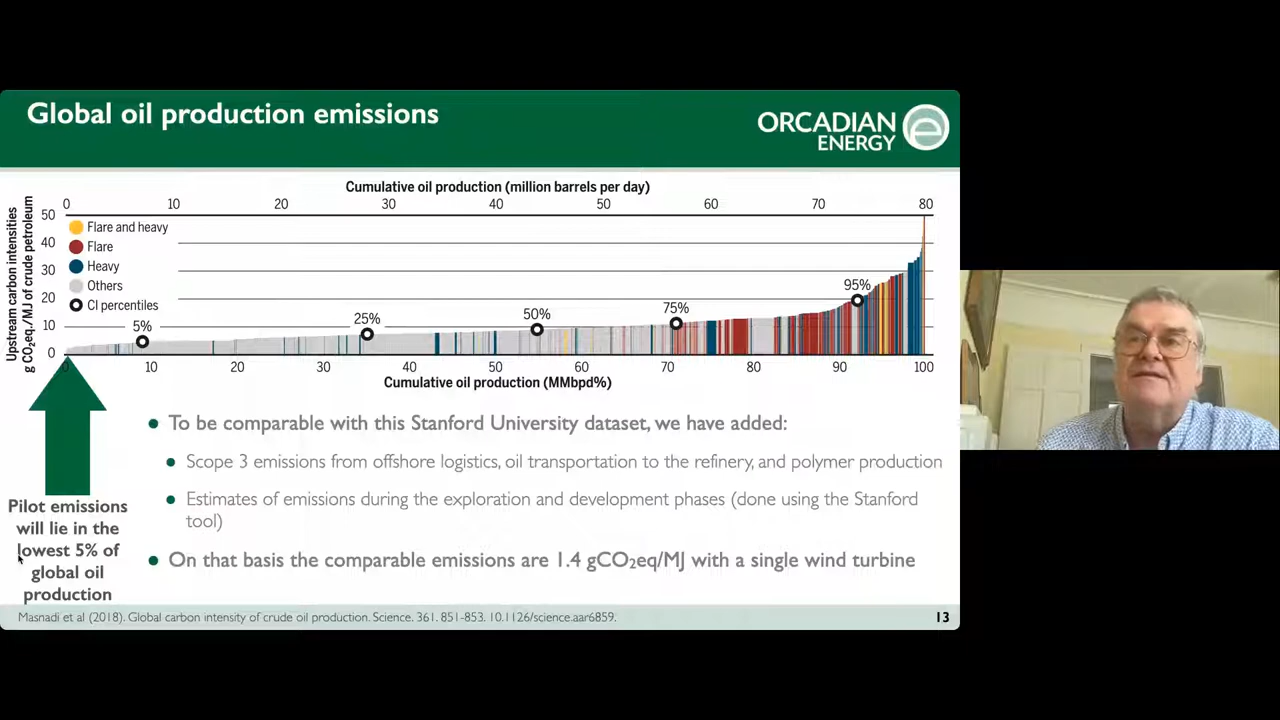 Global oil production emissions
ORCADIAN
ENERGY
Cumulative oil production (million barrels per day)
0 10 20 30 40 50 60 70 80
Upstream carbon intensities
g CO₂eq./MJ of crude petroleum
50
40
30
20
10
0
Flare and heavy
Flare
Heavy
Others
CI percentiles
5%
25%
50%
75%
95%
0 10 20 30 40 50 60 70 80 90 100
Cumulative oil production (MMbpd%)
Pilot emissions
will lie in the
lowest 5% of
global oil
production
To be comparable with this Stanford University dataset, we have added:
Scope 3 emissions from offshore logistics, oil transportation to the refinery, and polymer production
Estimates of emissions during the exploration and development phases (done using the Stanford
tool)
On that basis the comparable emissions are 1.4 gCO₂eq/MJ with a single wind turbine
Masnadi et al (2018). Global carbon intensity of crude oil production. Science. 361. 851-853. 10.1126/science.aar6859.
13